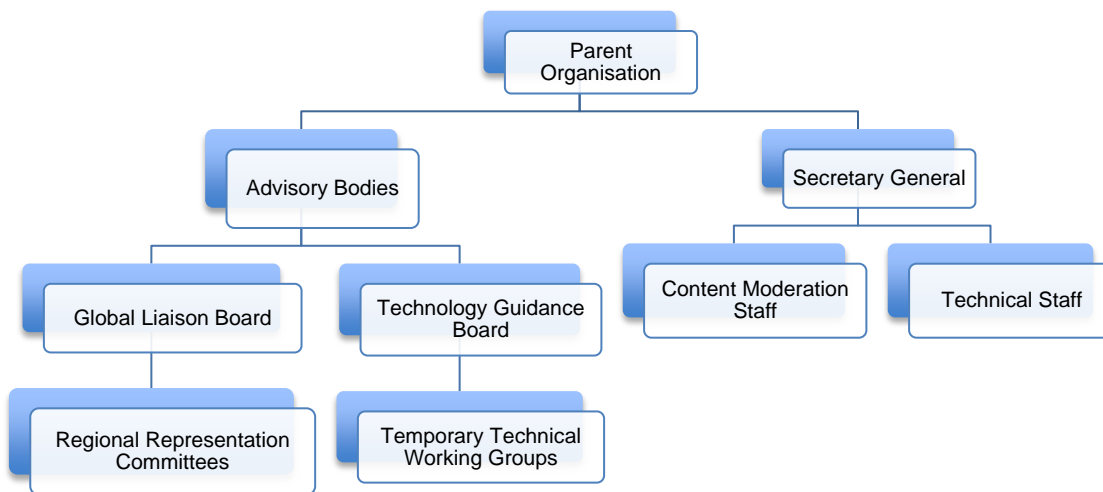 Parent
Organisation
Advisory Bodies
Secretary General
Global Liaison Board
Technology Guidance
Board
Content Moderation
Staff
Technical Staff
Regional Representation
Committees
Temporary Technical
Working Groups